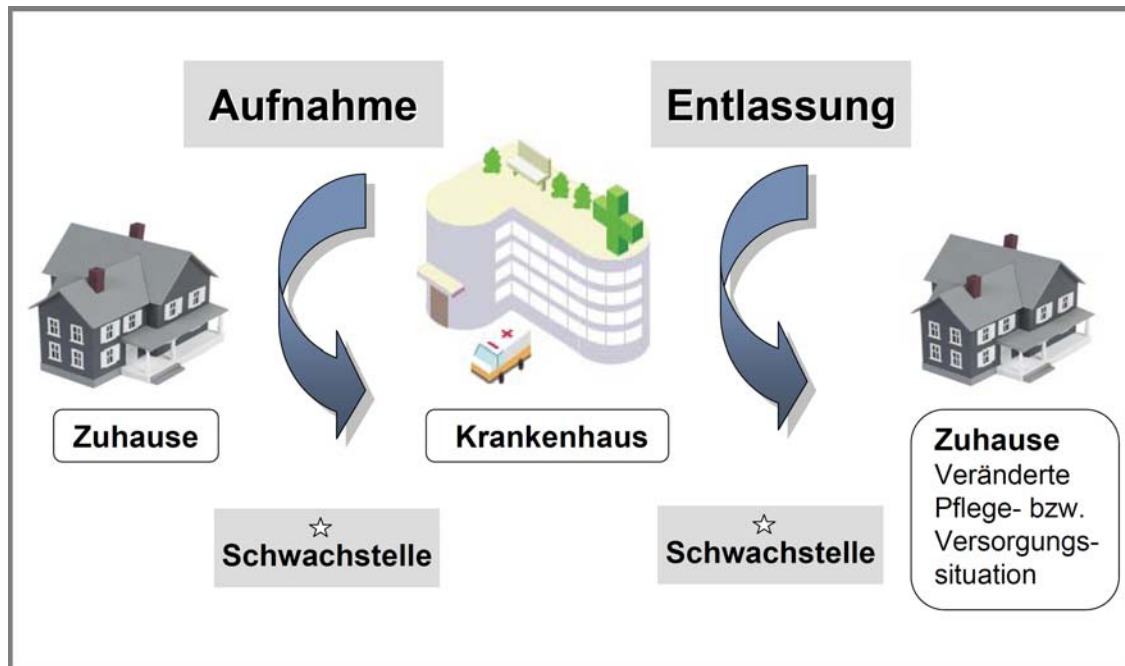 Aufnahme
Entlassung
Zuhause
Krankenhaus
Zuhause
Veränderte
Pflege- bzw.
Versorgungs-
situation
☆
Schwachstelle
☆
Schwachstelle